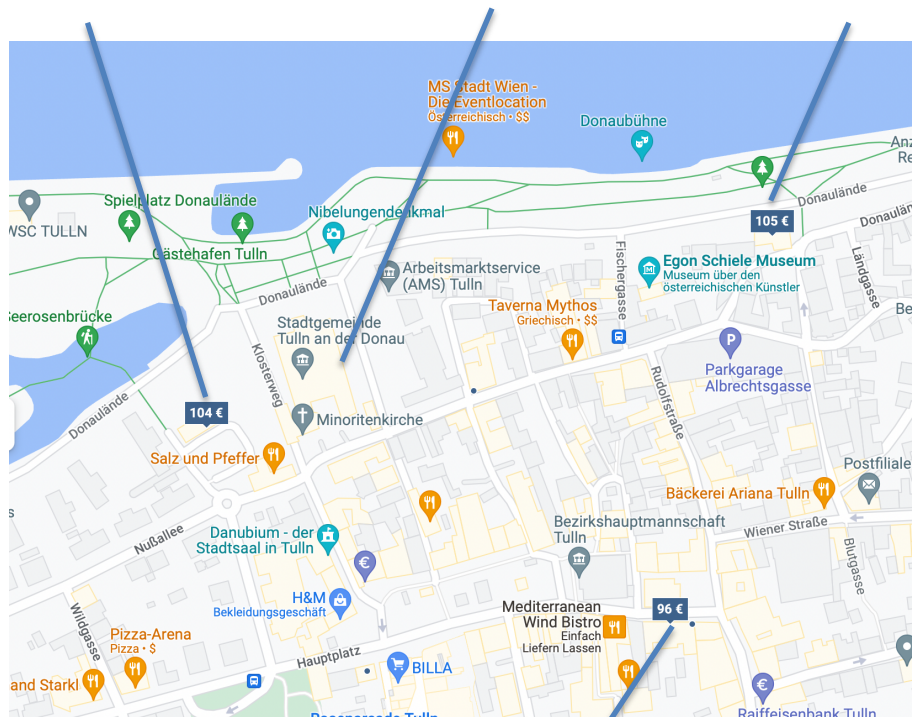 MS Stadt Wien -
Die Eventlocation
Österreichisch • $$
Donaubühne
Spielplatz Donaulände
WSC TULLN
Nibelungendenkmal
Gästehafen Tulln
Donaulände
105 €
Egon Schiele Museum
Museum über den
österreichischen Künstler
Fischergasse
Ländgasse
Arbeitsmarktservice
(AMS) Tulln
Donaulände
Taverna Mythos
Griechisch • $$
Seerosenbrücke
Stadtgemeinde
Tulln an der Donau
Klosterweg
Parkgarage
Albrechtsgasse
Rudolfstraße
Donaulände
104 €
Minoritenkirche
Salz und Pfeffer
Postfiliale
Bäckerei Ariana Tulln
Wiener Straße
Bezirkshauptmannschaft
Tulln
Nußallee
Danubium - der
Stadtsaal in Tulln
Blutgasse
H&M
Bekleidungsgeschäft
Mediterranean
Wind Bistro
Einfach
Liefern Lassen
96 €
Wildgasse
Pizza-Arena
Pizza • $
Hauptplatz
BILLA
and Starkl
Rosenarcade Tulln
Raiffeisenbank Tulln